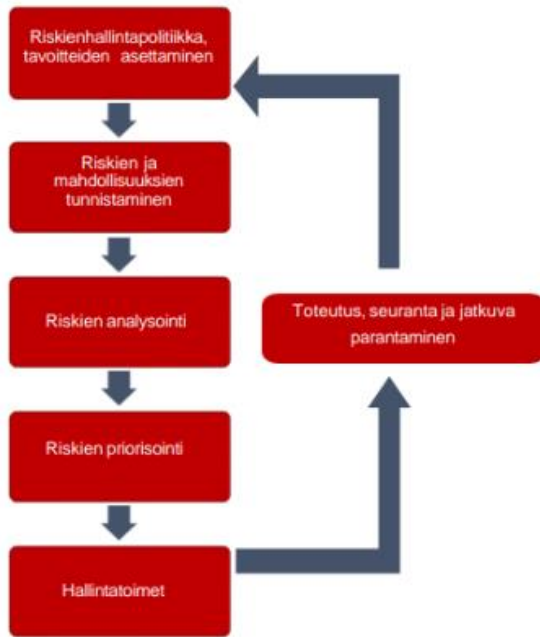 Riskienhallintapolitiikka,
tavoitteiden asettaminen
Riskien ja
mahdollisuuksien
tunnistaminen
Riskien analysointi
Toteutus, seuranta ja jatkuva
parantaminen
Riskien priorisointi
Hallintatoimet